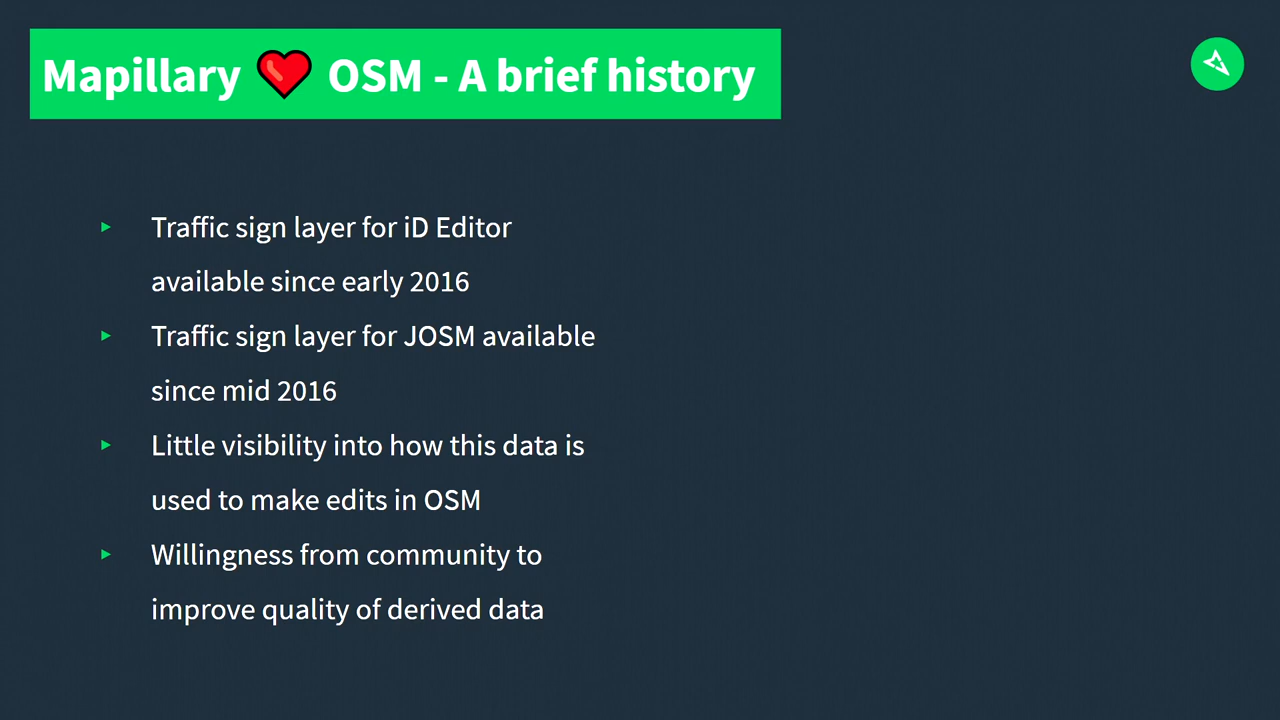 Mapillary ❤ OSM - A brief history
Traffic sign layer for iD Editor
available since early 2016
Traffic sign layer for JOSM available
since mid 2016
Little visibility into how this data is
used to make edits in OSM
Willingness from community to
improve quality of derived data